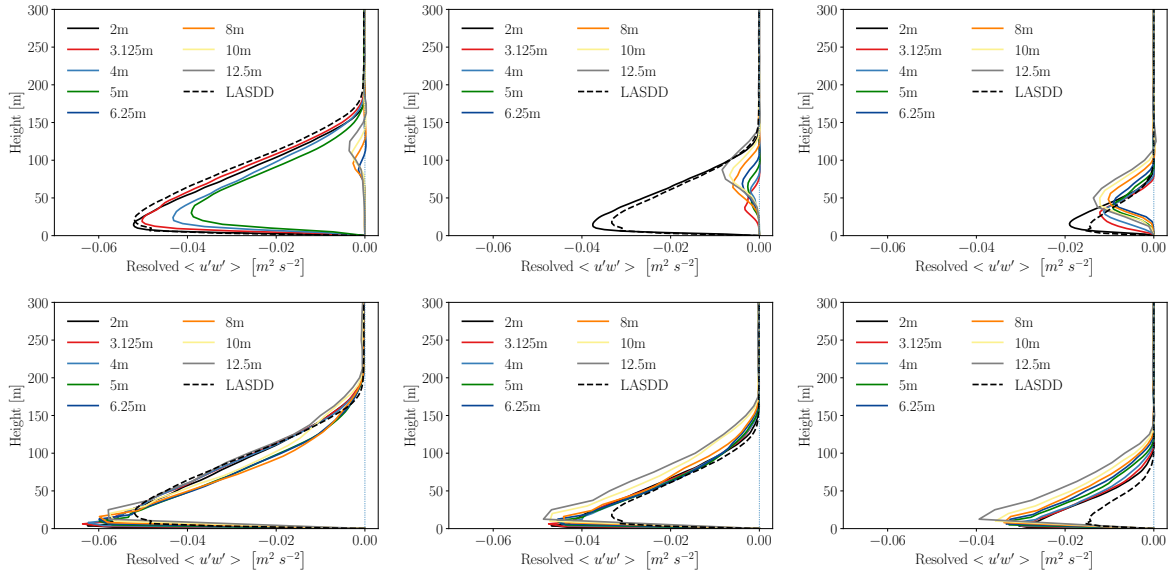 300
250
200
150
100
50
0
Height [m]
2m
3.125m
4m
5m
6.25m
8m
10m
12.5m
LASDD
−0.06
−0.04
−0.02
0.00
Resolved < u′w′ > [m² s⁻²]
300
250
200
150
100
50
0
Height [m]
2m
3.125m
4m
5m
6.25m
8m
10m
12.5m
LASDD
−0.06
−0.04
−0.02
0.00
Resolved < u′w′ > [m² s⁻²]
300
250
200
150
100
50
0
Height [m]
2m
3.125m
4m
5m
6.25m
8m
10m
12.5m
LASDD
−0.06
−0.04
−0.02
0.00
Resolved < u′w′ > [m² s⁻²]
300
250
200
150
100
50
0
Height [m]
2m
3.125m
4m
5m
6.25m
8m
10m
12.5m
LASDD
−0.06
−0.04
−0.02
0.00
Resolved < u′w′ > [m² s⁻²]
300
250
200
150
100
50
0
Height [m]
2m
3.125m
4m
5m
6.25m
8m
10m
12.5m
LASDD
−0.06
−0.04
−0.02
0.00
Resolved < u′w′ > [m² s⁻²]
300
250
200
150
100
50
0
Height [m]
2m
3.125m
4m
5m
6.25m
8m
10m
12.5m
LASDD
−0.06
−0.04
−0.02
0.00
Resolved < u′w′ > [m² s⁻²]